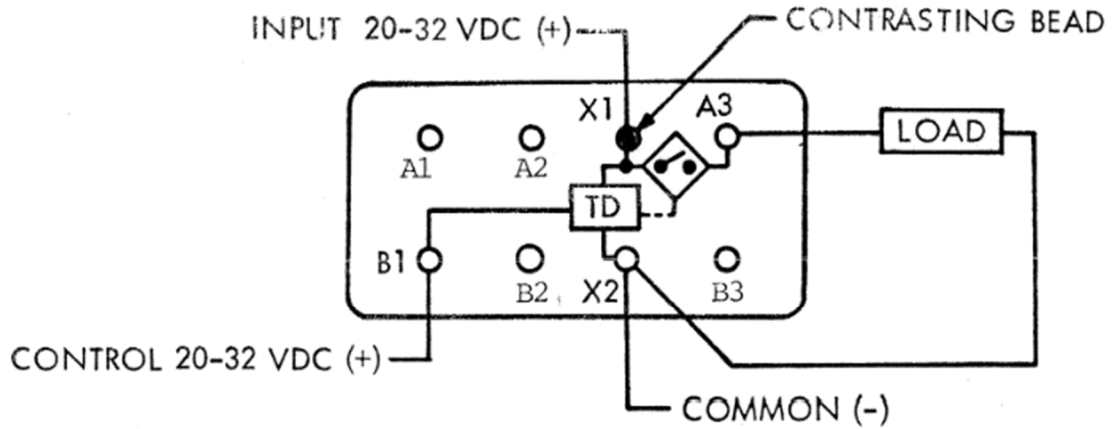 INPUT 20-32 VDC (+)
CONTRASTING BEAD
X1
A3
LOAD
A1
A2
TD
B1
B2
X2
B3
CONTROL 20-32 VDC (+)
COMMON (-)